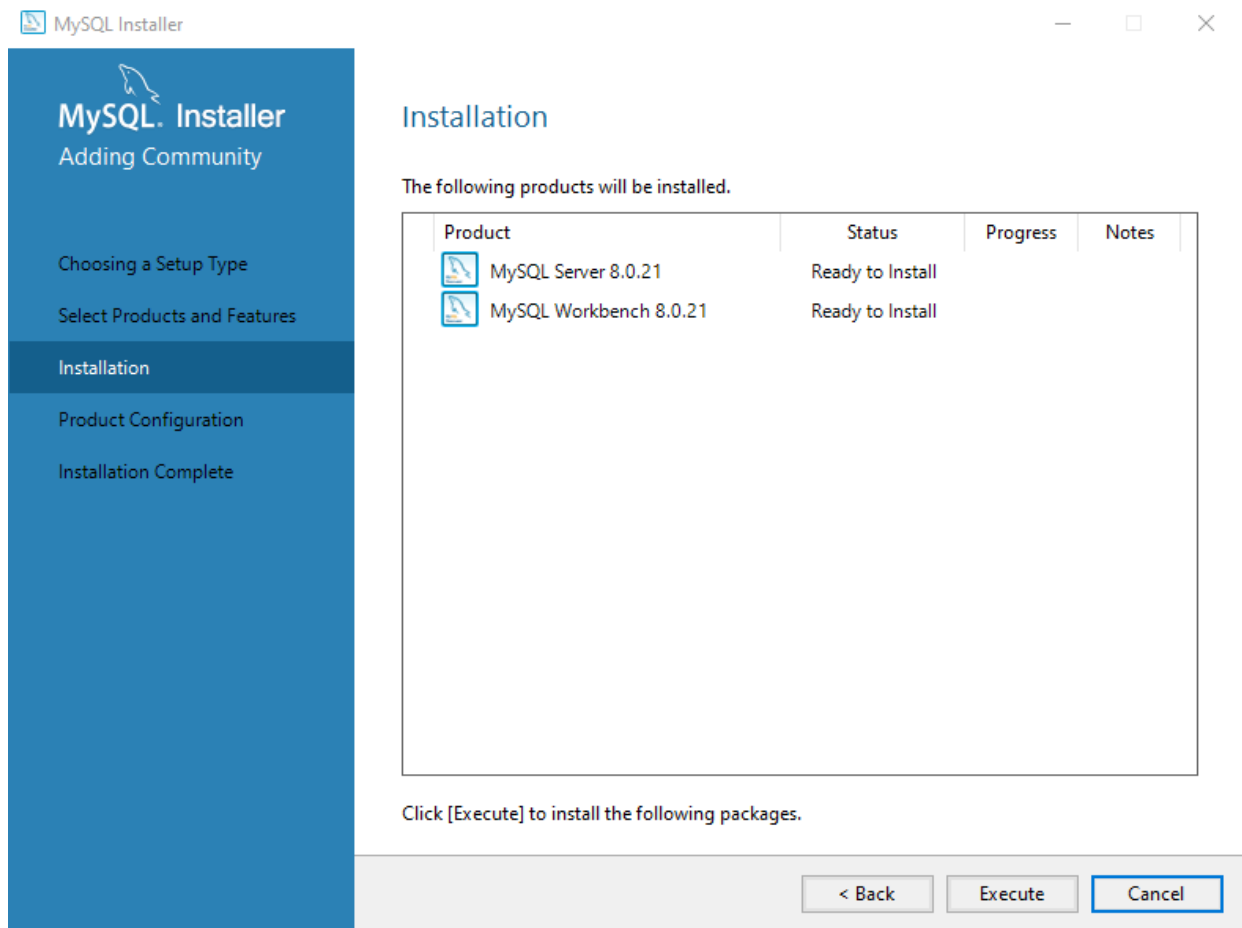 MySQL Installer
MySQL. Installer
Adding Community
Choosing a Setup Type
Select Products and Features
Installation
Product Configuration
Installation Complete
Installation
The following products will be installed.
Product Status Progress Notes
MySQL Server 8.0.21 Ready to Install
MySQL Workbench 8.0.21 Ready to Install
Click [Execute] to install the following packages.
< Back Execute Cancel